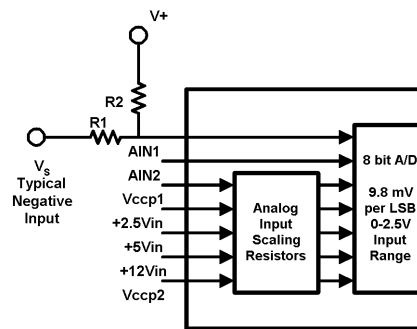 V+
R2
R1
Vs
Typical
Negative
Input
AIN1
AIN2
Vccp1
+2.5Vin
+5Vin
+12Vin
Vccp2
Analog
Input
Scaling
Resistors
8 bit A/D
9.8 mV
per LSB
0-2.5V
Input
Range